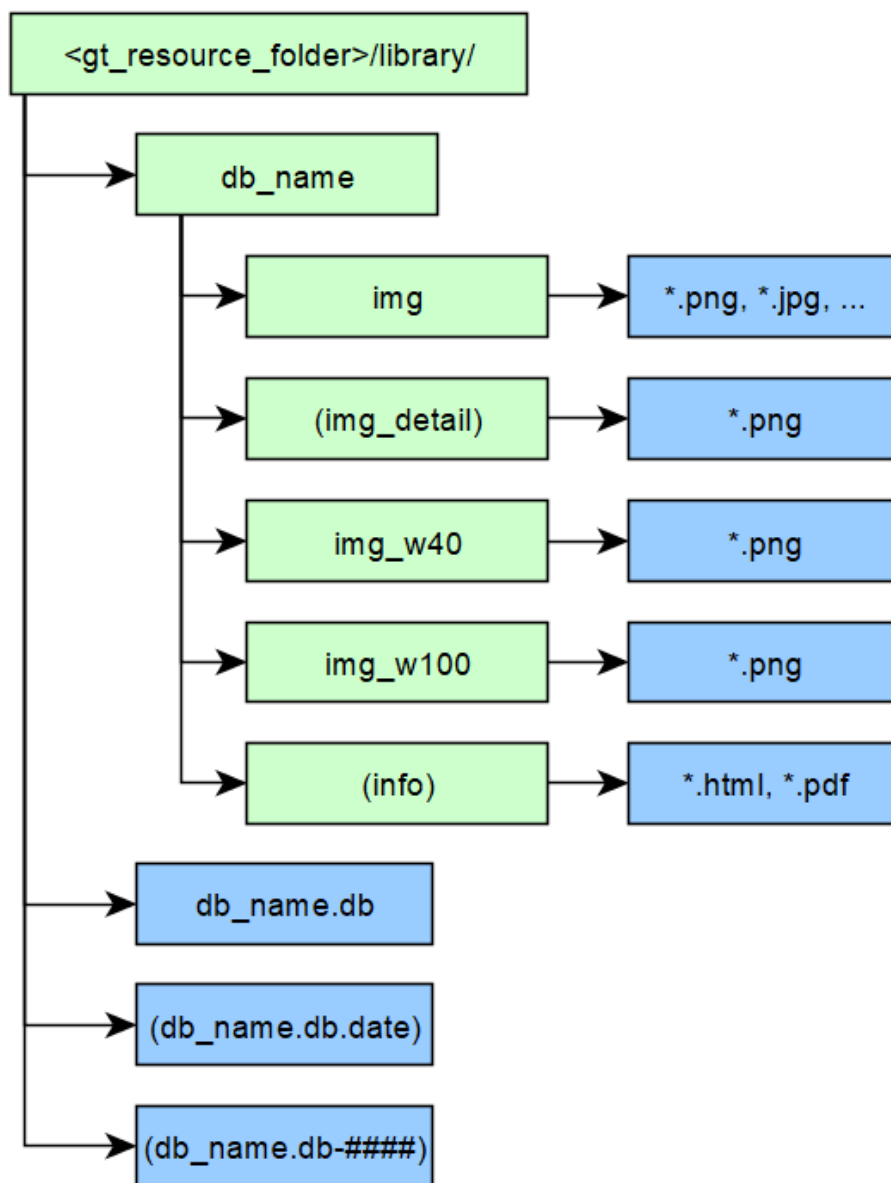 <gt_resource_folder>/library/
db_name
img
*.png, *.jpg, ...
(img_detail)
*.png
img_w40
*.png
img_w100
*.png
(info)
*.html, *.pdf
db_name.db
(db_name.db.date)
(db_name.db-####)